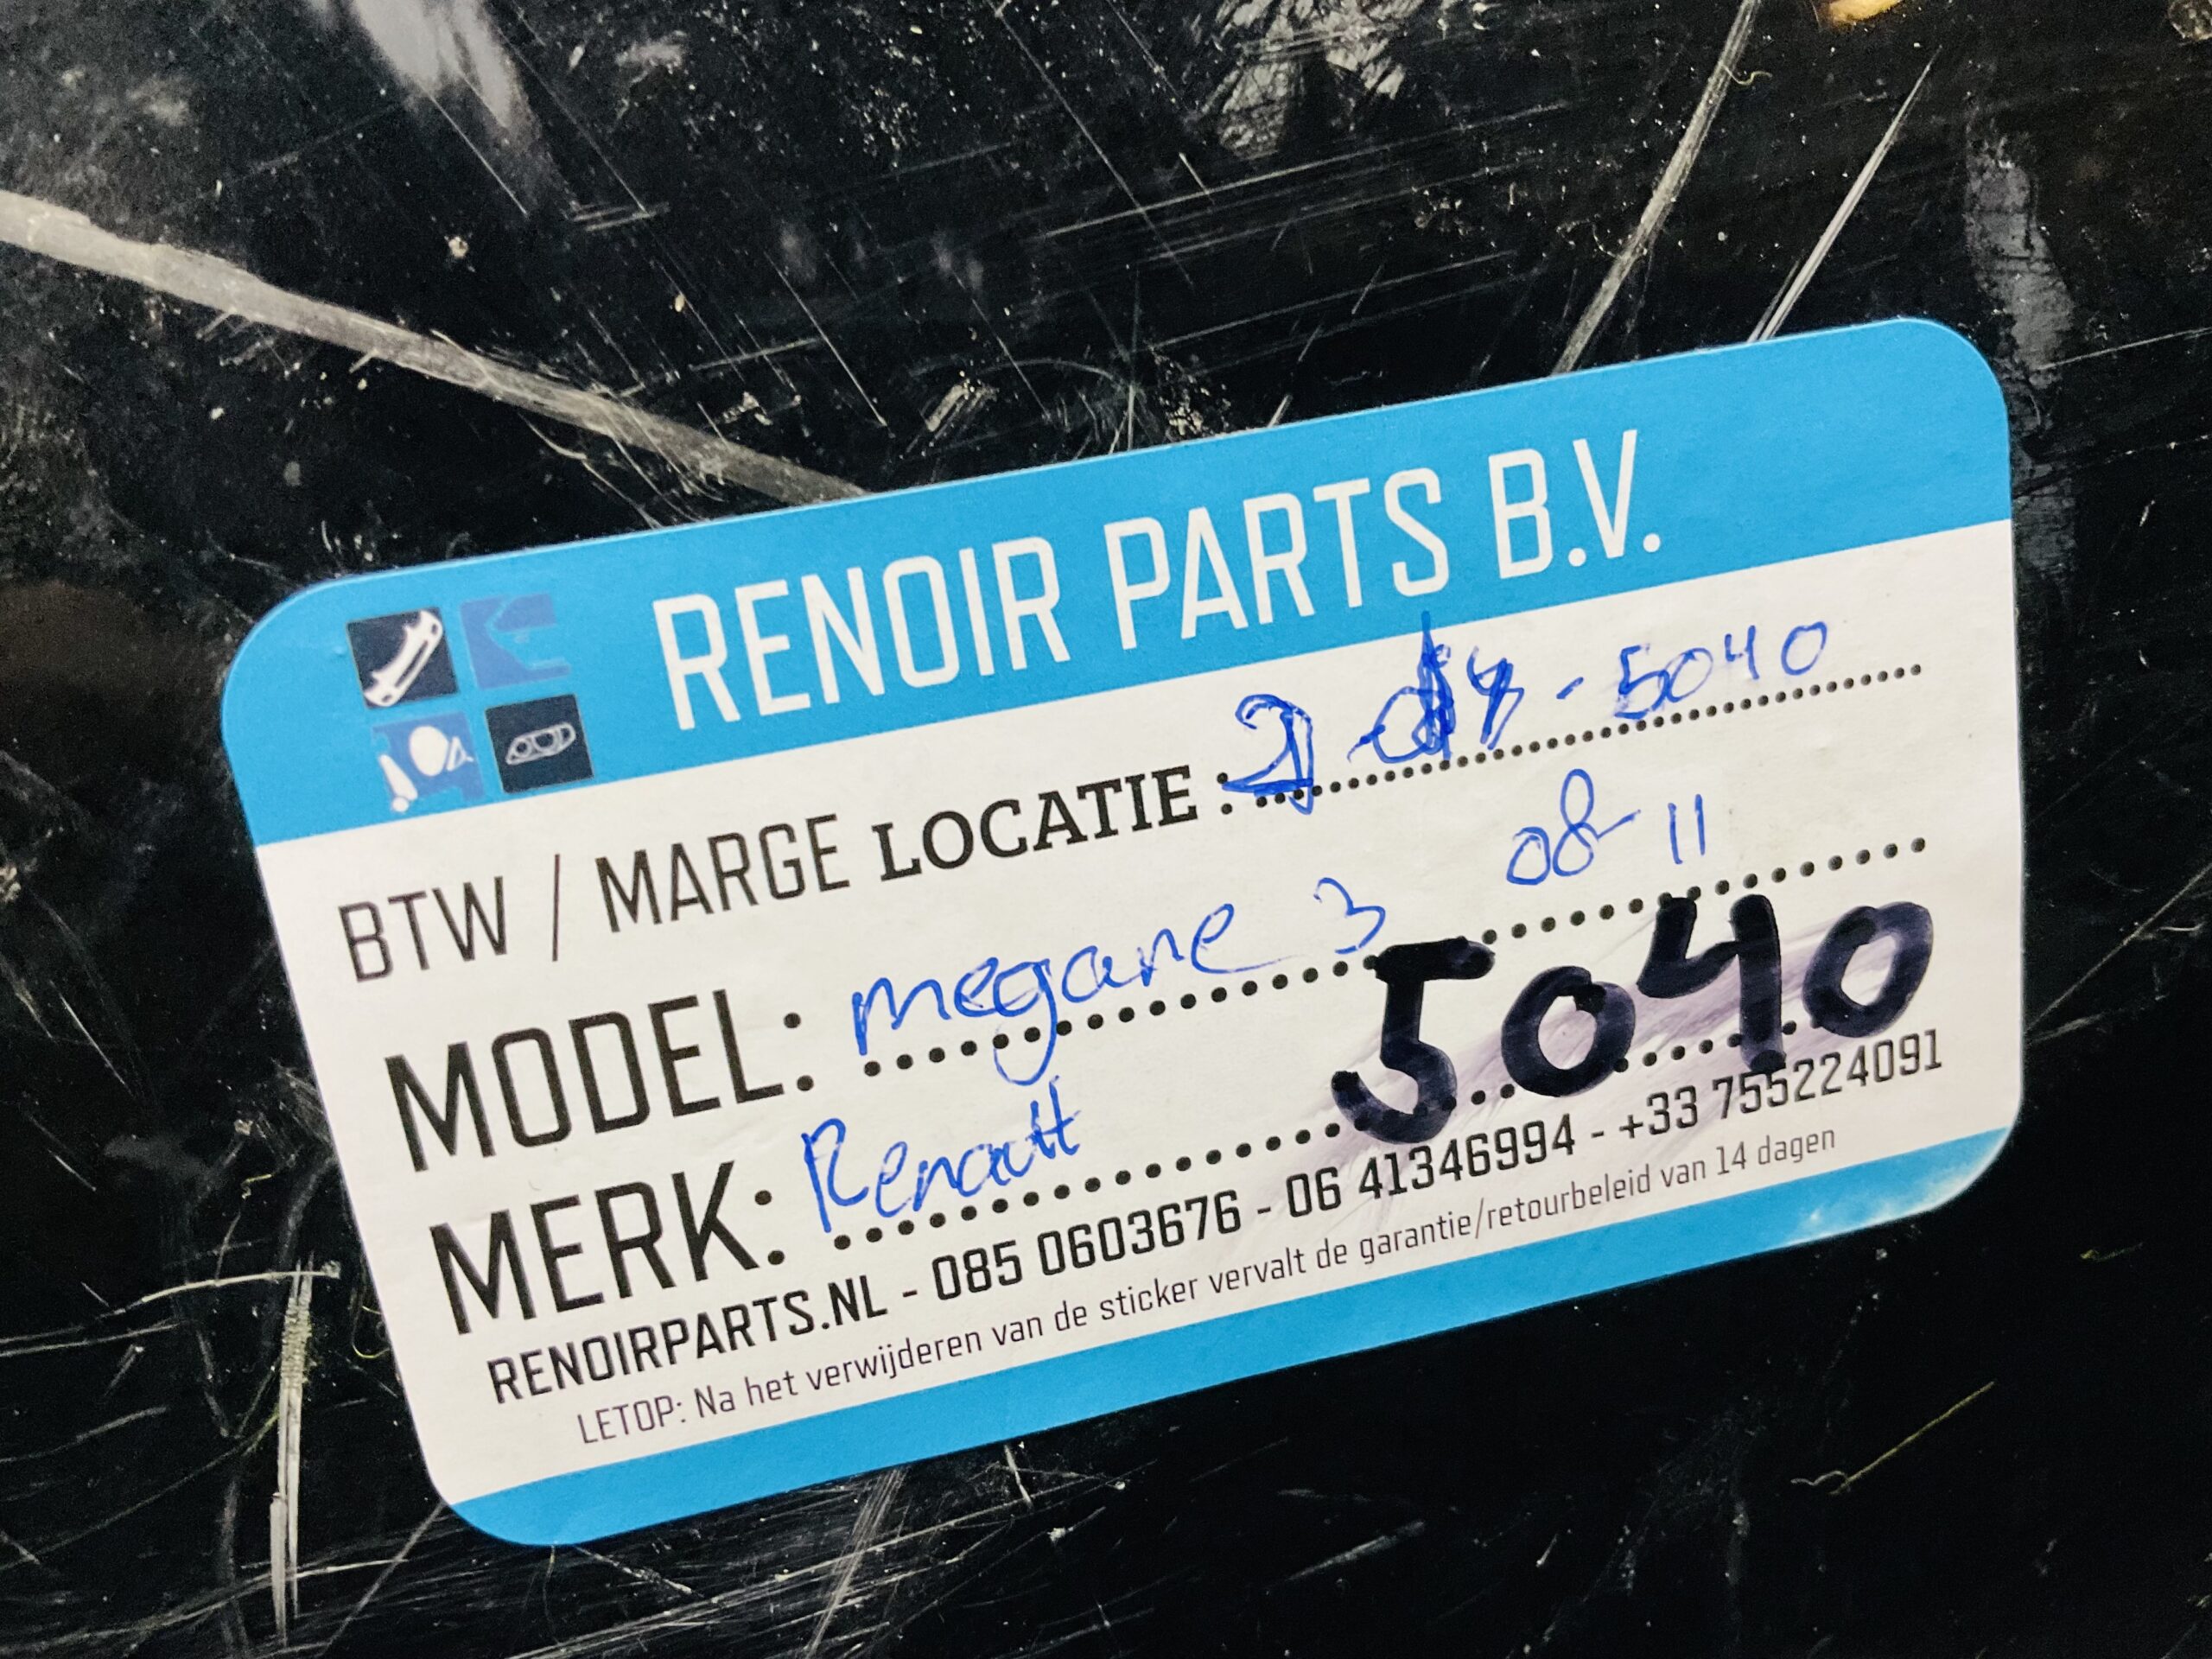 RENOIR PARTS B.V.
BTW / MARGE LOCATIE : - 5040
MODEL: megane 3 08-11
MERK: Renault 5040
RENOIRPARTS.NL - 085 0603676 - 06 41346994 - +33 755224091
LETOP: Na het verwijderen van de sticker vervalt de garantie/retourbeleid van 14 dagen